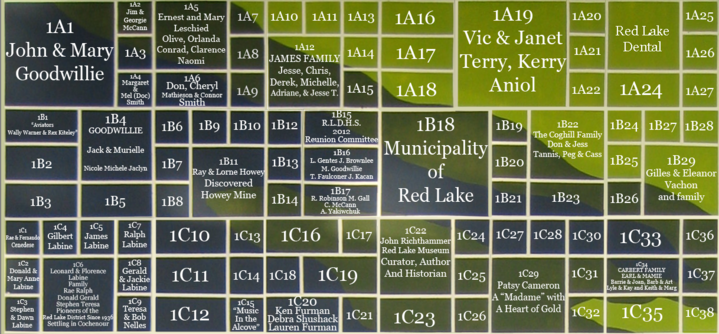 1A1
John & Mary
Goodwillie
1A2
Jim &
Georgie
McCann
1A3
1A4
Margaret
&
Mel (Doc)
Smith
1A5
Ernest and Mary
Leschied
Olive, Orlanda
Conrad, Clarence
Naomi
1A6
Don, Cheryl
Mathieson & Connor
Smith
1A7
1A8
1A9
1A10
1A11
1A12
JAMES FAMILY
Jesse, Chris,
Derek, Michelle,
Adriane, & Jesse T.
1A13
1A14
1A15
1A16
1A17
1A18
1A19
Vic & Janet
Terry, Kerry
Aniol
1A20
1A21
1A22
Red Lake
Dental
1A24
1A25
1A26
1A27
1B1
"Aviators
Wally Warner & Rex Kiteley"
1B2
1B3
1B4
GOODWILLIE
Jack & Murielle
Nicole Michele Jaclyn
1B5
1B6
1B7
1B8
1B9
1B10
1B11
Ray & Lorne Howey
Discovered
Howey Mine
1B12
1B13
1B14
1B15
R.L.D.H.S.
2012
Reunion Committee
1B16
L. Gentes J. Brownlee
M. Goodwillie
T. Faulconer J. Kacan
1B17
R. Robinson M. Gall
C. McCann
A. Yakiwchuk
1B18
Municipality
of
Red Lake
1B19
1B20
1B21
1B22
The Coghill Family
Don & Jess
Tannis, Peg & Cass
1B23
1B24
1B25
1B26
1B27
1B28
1B29
Gilles & Eleanor
Vachon
and family
1C1
Rae & Fernando
Cenedese
1C2
Donald &
Mary Anne
Labine
1C3
Stephen &
Dawn
Labine
1C4
Gilbert
Labine
1C5
James
Labine
1C6
Leonard & Florence
Labine
Family
Rae Ralph
Donald Gerald
Stephen Teresa
Pioneers of the
Red Lake District Since 1936
Settling in Cochenour
1C7
Ralph
Labine
1C8
Gerald
& Jackie
Labine
1C9
Teresa
& Bob
Nelles
1C10
1C11
1C12
1C13
1C14
1C15
"Music
In the
Alcove"
1C16
1C17
1C18
1C19
1C20
Ken Furman
Debra Shushack
Lauren Furman
1C21
1C22
John Richthammer
Red Lake Museum
Curator, Author
And Historian
1C23
1C24
1C25
1C26
1C27
1C28
1C29
Patsy Cameron
A "Madame" with
A Heart of Gold
1C30
1C31
1C32
1C33
1C34
CARBERT FAMILY
EARL & MAMIE
Barrie & Joan, Barb & Art
Lyle & Kay and Keith & Marg
1C35
1C36
1C37
1C38